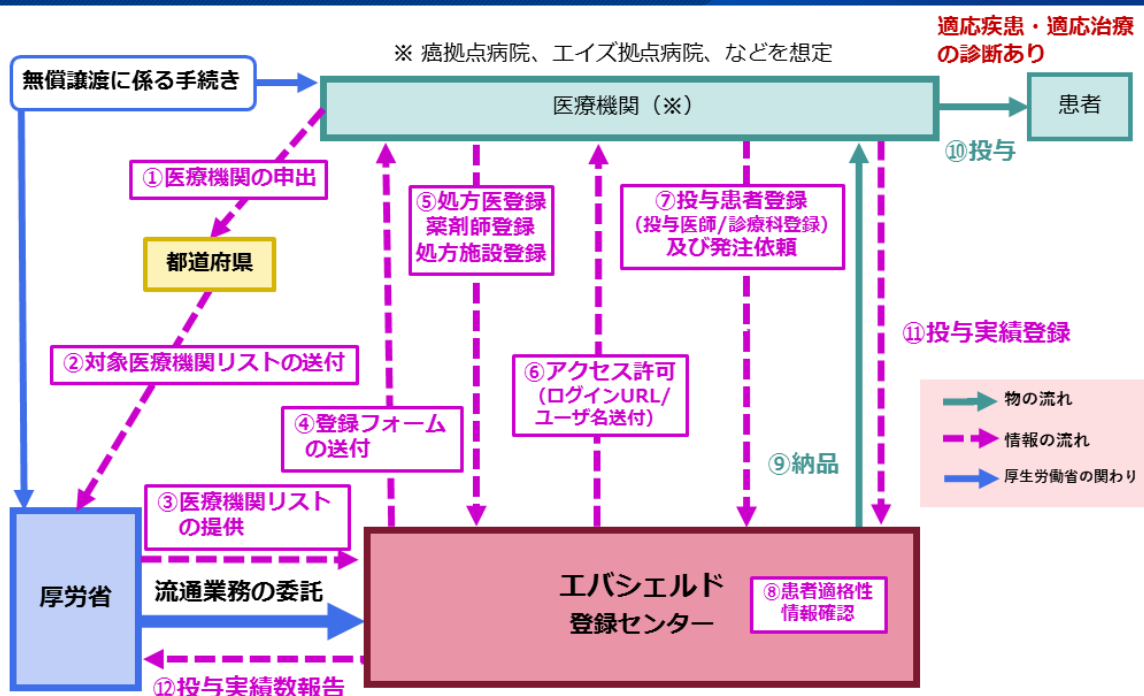 適応疾患・適応治療
の診断あり
※ 癌拠点病院、エイズ拠点病院、などを想定
無償譲渡に係る手続き
医療機関（※）
患者
⑩投与
①医療機関の申出
⑤処方医登録
薬剤師登録
処方施設登録
⑦投与患者登録
(投与医師/診療科登録)
及び発注依頼
都道府県
②対象医療機関リストの送付
⑪投与実績登録
⑥アクセス許可
(ログインURL/
ユーザ名送付)
④登録フォーム
の送付
⑨納品
物の流れ
情報の流れ
厚生労働省の関わり
③医療機関リスト
の提供
厚労省
流通業務の委託
エバシェルド
登録センター
⑧患者適格性
情報確認
⑫投与実績数報告